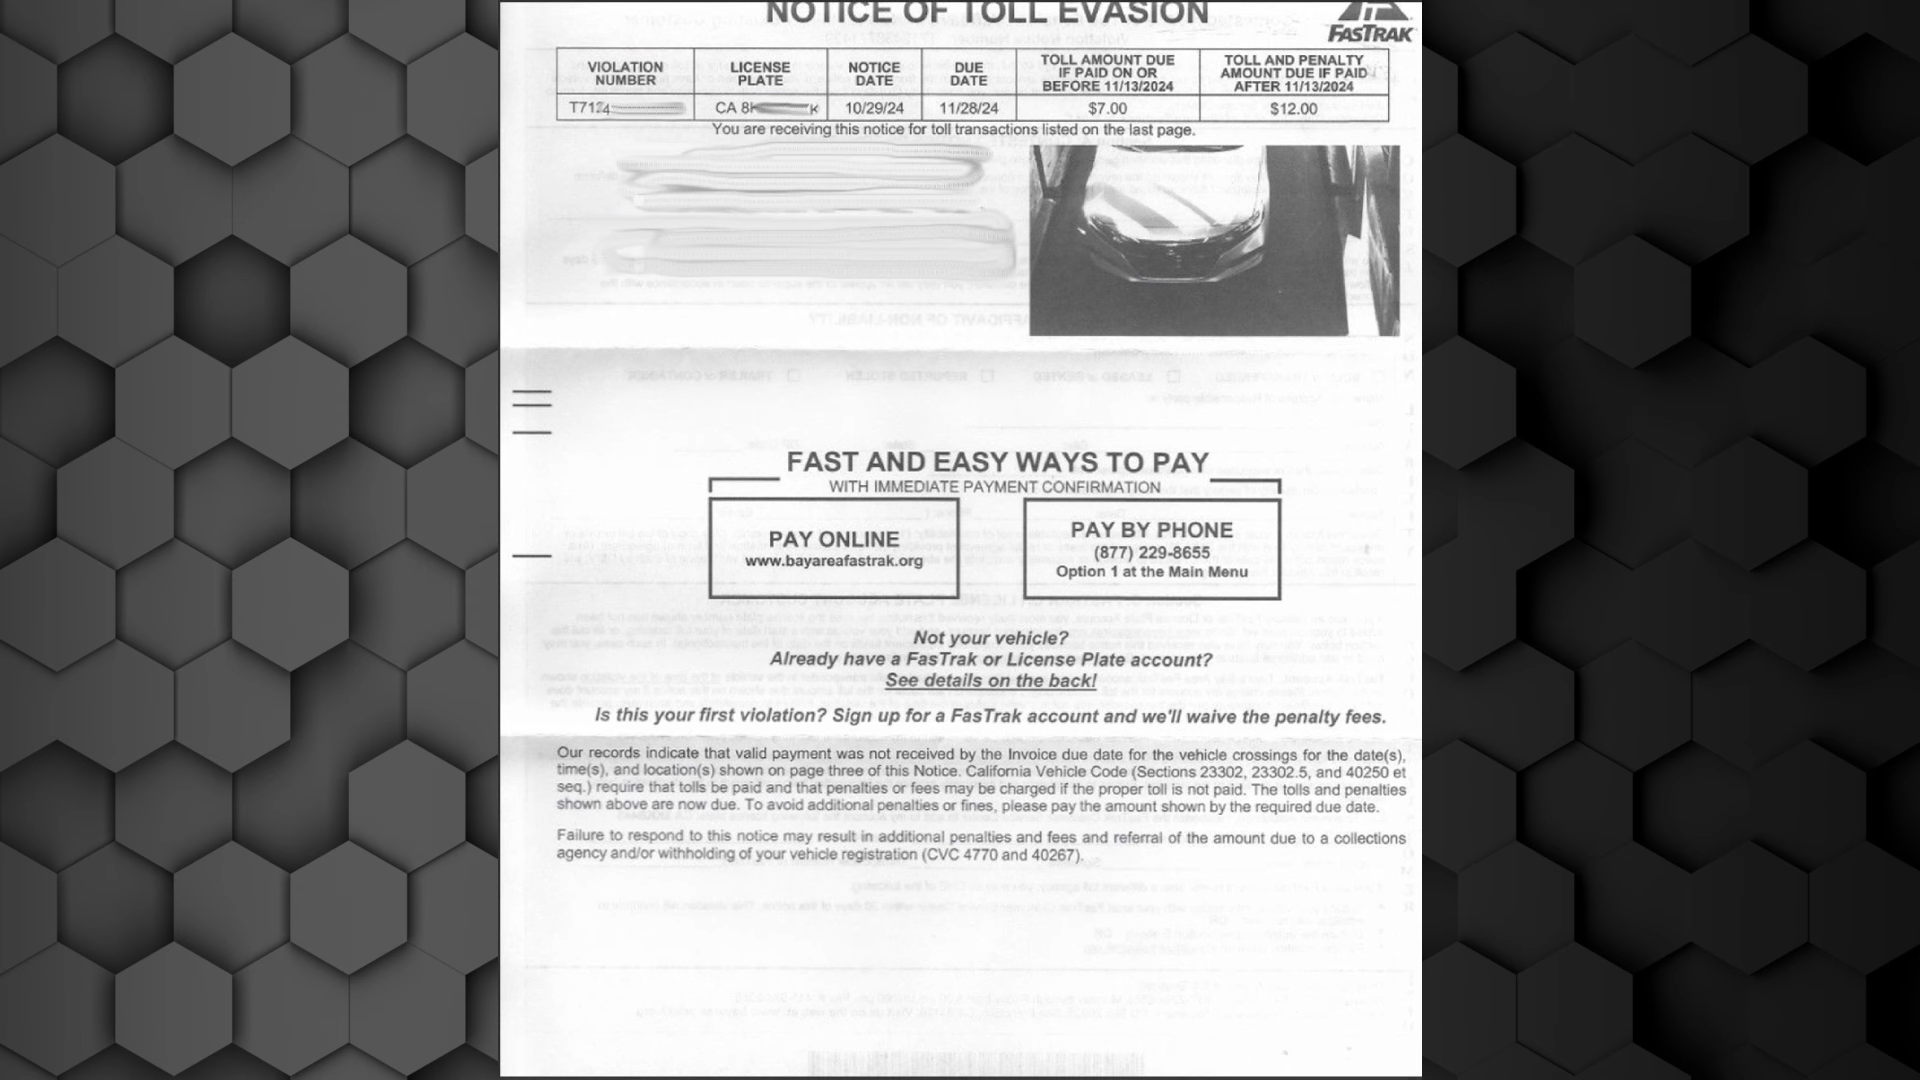 NOTICE OF TOLL EVASION
FASTRAK
VIOLATION NUMBER LICENSE PLATE NOTICE DATE DUE DATE TOLL AMOUNT DUE IF PAID ON OR BEFORE 11/13/2024 TOLL AND PENALTY AMOUNT DUE IF PAID AFTER 11/13/2024
T7124 CA 8 K 10/29/24 11/28/24 $7.00 $12.00
You are receiving this notice for toll transactions listed on the last page.
FAST AND EASY WAYS TO PAY
WITH IMMEDIATE PAYMENT CONFIRMATION
PAY ONLINE
www.bayareafastrak.org
PAY BY PHONE
(877) 229-8655
Option 1 at the Main Menu
Not your vehicle?
Already have a FasTrak or License Plate account?
See details on the back!
Is this your first violation? Sign up for a FasTrak account and we'll waive the penalty fees.
Our records indicate that valid payment was not received by the Invoice due date for the vehicle crossings for the date(s),
time(s), and location(s) shown on page three of this Notice. California Vehicle Code (Sections 23302, 23302.5, and 40250 et
seq.) require that tolls be paid and that penalties or fees may be charged if the proper toll is not paid. The tolls and penalties
shown above are now due. To avoid additional penalties or fines, please pay the amount shown by the required due date.
Failure to respond to this notice may result in additional penalties and fees and referral of the amount due to a collections
agency and/or withholding of your vehicle registration (CVC 4770 and 40267).